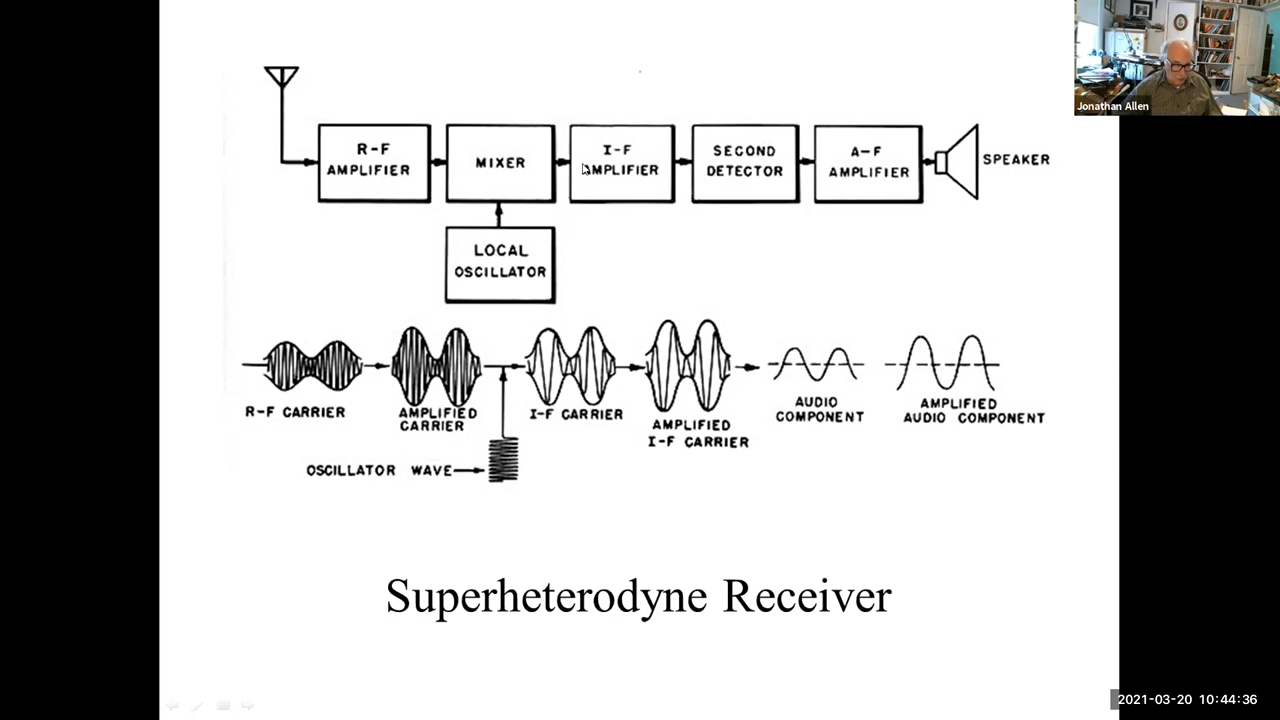 Jonathan Allen
R-F
AMPLIFIER
MIXER
I-F
AMPLIFIER
SECOND
DETECTOR
A-F
AMPLIFIER
SPEAKER
LOCAL
OSCILLATOR
R-F CARRIER
AMPLIFIED
CARRIER
I-F CARRIER
AMPLIFIED
I-F CARRIER
AUDIO
COMPONENT
AMPLIFIED
AUDIO COMPONENT
OSCILLATOR WAVE
Superheterodyne Receiver
2021-03-20 10:44:36